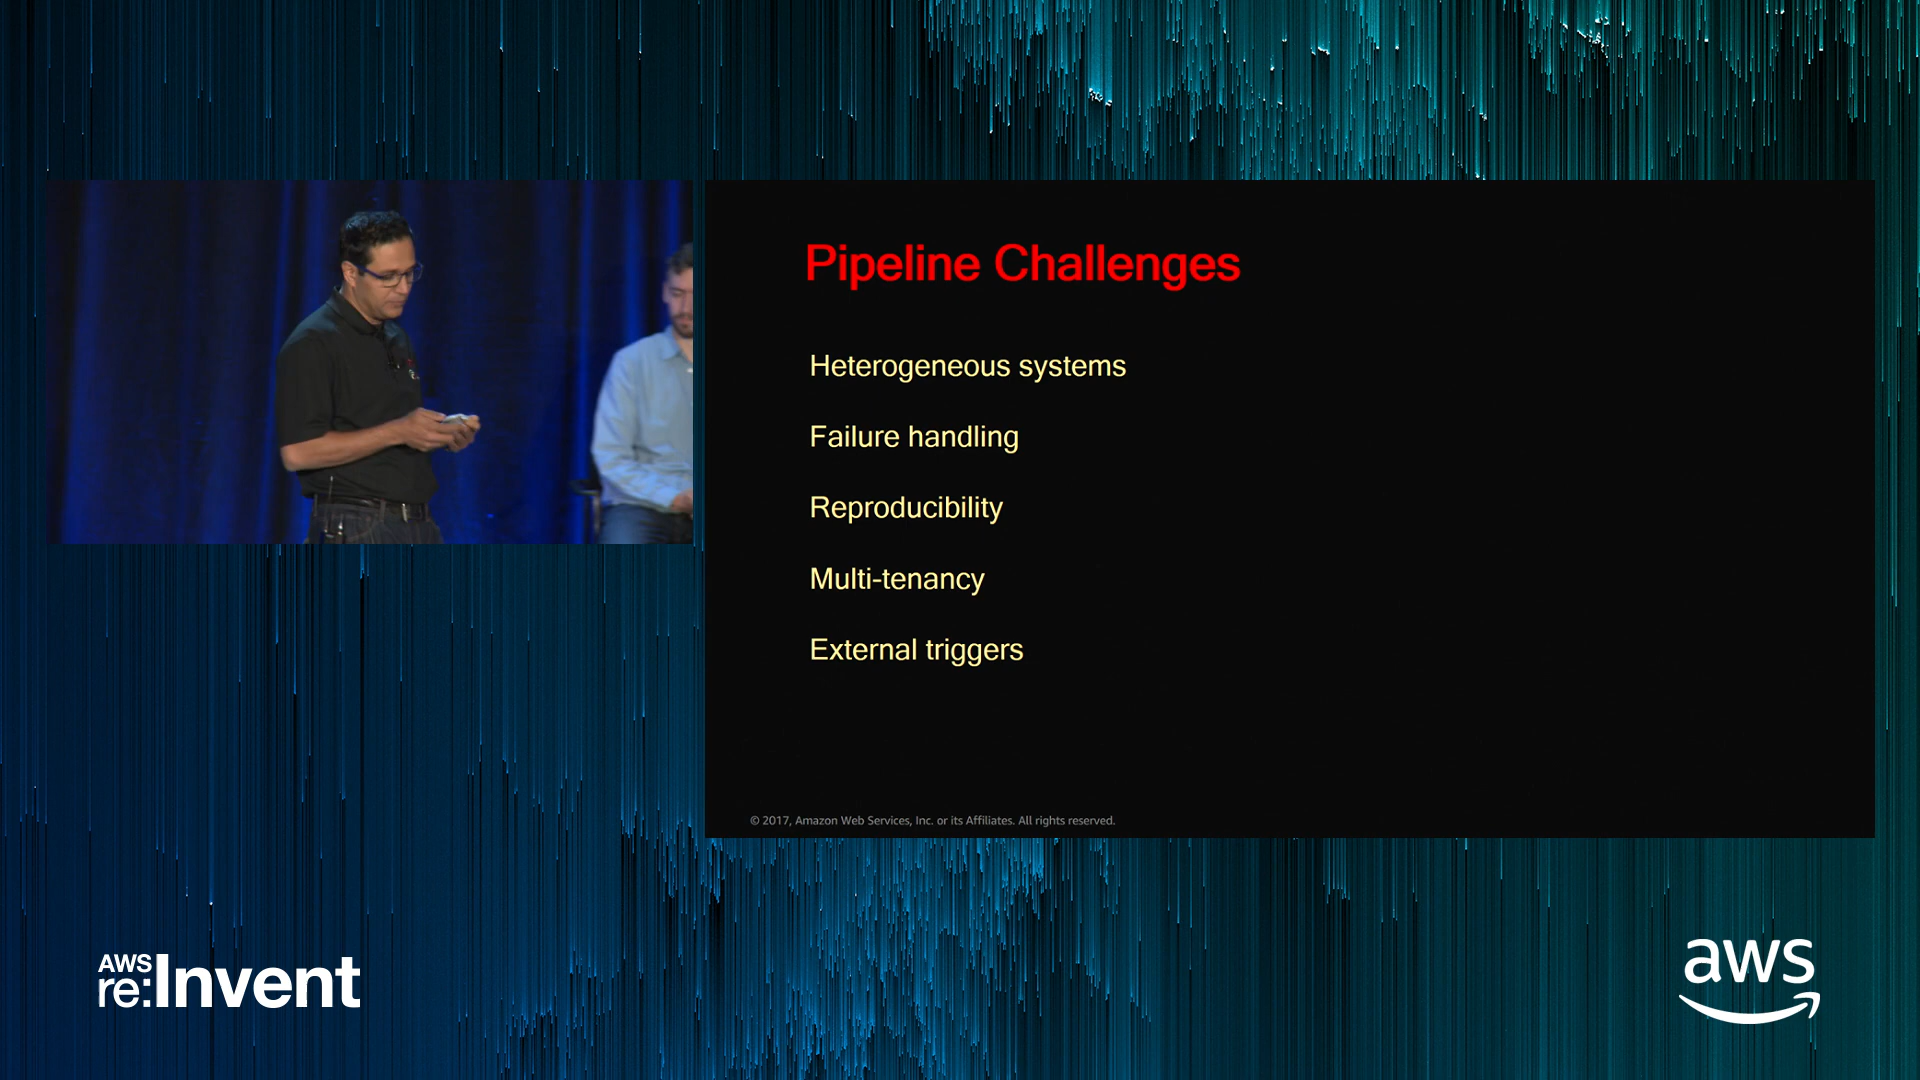 Pipeline Challenges
Heterogeneous systems
Failure handling
Reproducibility
Multi-tenancy
External triggers
© 2017, Amazon Web Services, Inc. or its Affiliates. All rights reserved.
AWS
re:Invent
aws